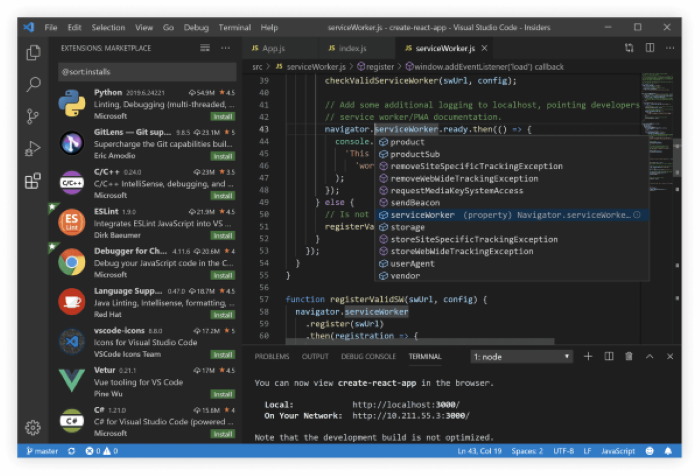 File Edit Selection View Go Debug Terminal Help
serviceWorker.js - create-react-app - Visual Studio Code - Insiders
EXTENSIONS: MARKETPLACE
@sort:installs
Python 2019.6.24221 54.9M 4.5
Linting, Debugging (multi-threaded, ...
Microsoft Install
GitLens — Git sup... 9.8.5 23.1M 5
Supercharge the Git capabilities buil...
Eric Amodio Install
C/C++ 0.24.0 23M 3.5
C/C++ IntelliSense, debugging, and ...
Microsoft Install
ESLint 1.9.0 21.9M 4.5
Integrates ESLint JavaScript into VS ...
Dirk Baeumer Install
Debugger for Ch... 4.11.6 20.6M 4
Debug your JavaScript code in the C...
Microsoft Install
Language Supp... 0.47.0 18.7M 4.5
Java Linting, Intellisense, formatting, ...
Red Hat Install
vscode-icons 8.8.0 17.2M 5
Icons for Visual Studio Code
VSCode Icons Team Install
Vetur 0.21.1 17M 4.5
Vue tooling for VS Code
Pine Wu Install
C# 1.21.0 15.6M 4
C# for Visual Studio Code (powered ...
Microsoft Install
JS App.js JS index.js JS serviceWorker.js
src > JS serviceWorker.js > register > window.addEventListener('load') callback
39 checkValidServiceWorker(swUrl, config);
40
41 // Add some additional logging to localhost, pointing developers
42 // service worker/PWA documentation.
43 navigator.serviceWorker.ready.then(() => {
44 console.
45 'This
46 'wor
47 );
48 });
49 } else {
50 // Is not
51 registerVa
52 }
53 });
54 }
55 }
56
57 function registerValidSW(swUrl, config) {
58 navigator.serviceWorker
59 .register(swUrl)
60 .then(registration => {
product
productSub
removeSiteSpecificTrackingException
removeWebWideTrackingException
requestMediaKeySystemAccess
sendBeacon
serviceWorker (property) Navigator.serviceWorke...
storage
storeSiteSpecificTrackingException
storeWebWideTrackingException
userAgent
vendor
PROBLEMS OUTPUT DEBUG CONSOLE TERMINAL 1: node
You can now view create-react-app in the browser.
Local: http://localhost:3000/
On Your Network: http://10.211.55.3:3000/
Note that the development build is not optimized.
master 0 0 Ln 43, Col 19 Spaces: 2 UTF-8 LF JavaScript